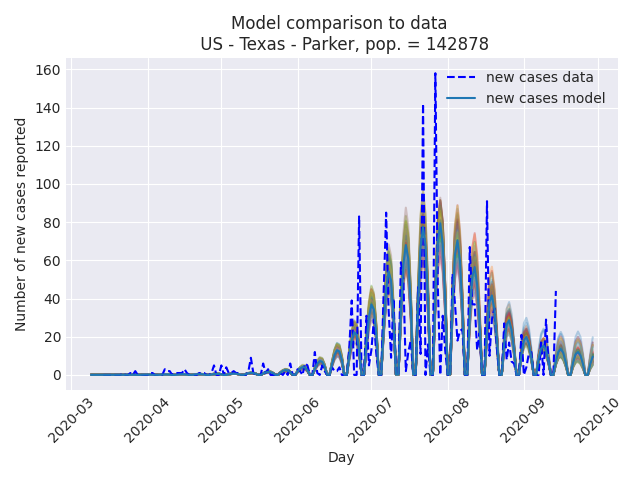 Model comparison to data
US - Texas - Parker, pop. = 142878
160
140
120
100
80
60
40
20
0
Number of new cases reported
new cases data
new cases model
2020-03
2020-04
2020-05
2020-06
2020-07
2020-08
2020-09
2020-10
Day